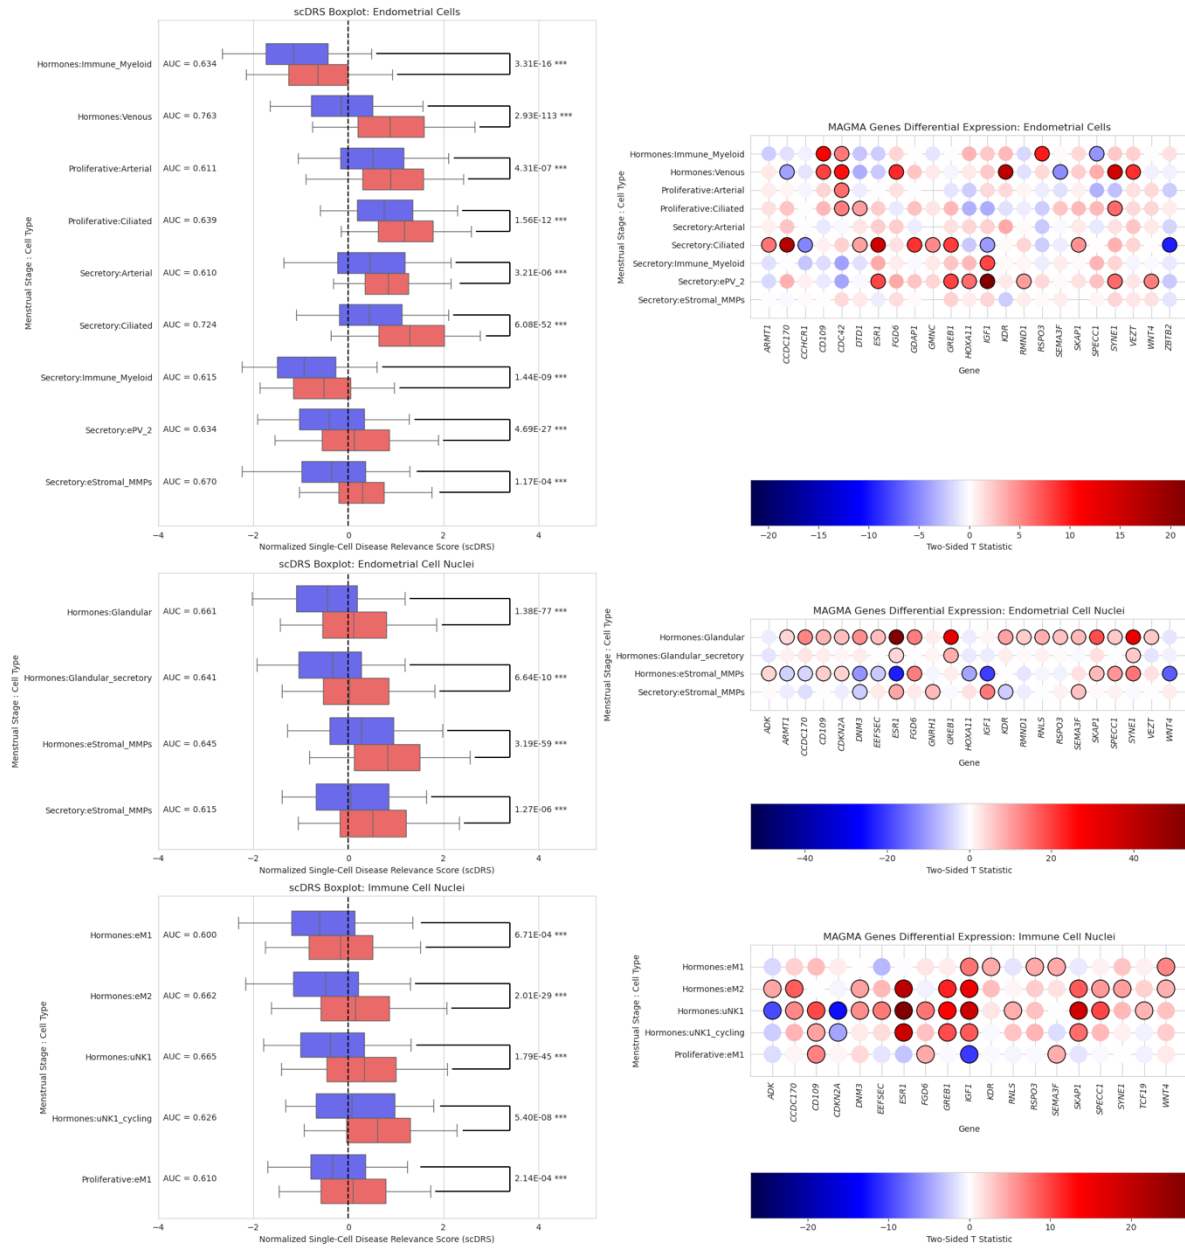 scDRS Boxplot: Endometrial Cells
Menstrual Stage : Cell Type
Hormones:Immune_Myeloid AUC = 0.634 3.31E-16 ***
Hormones:Venous AUC = 0.763 2.93E-113 ***
Proliferative:Arterial AUC = 0.611 4.31E-07 ***
Proliferative:Ciliated AUC = 0.639 1.56E-12 ***
Secretory:Arterial AUC = 0.610 3.21E-06 ***
Secretory:Ciliated AUC = 0.724 6.08E-52 ***
Secretory:Immune_Myeloid AUC = 0.615 1.44E-09 ***
Secretory:ePV_2 AUC = 0.634 4.69E-27 ***
Secretory:eStromal_MMPs AUC = 0.670 1.17E-04 ***
−4 −2 0 2 4
Normalized Single-Cell Disease Relevance Score (scDRS)
MAGMA Genes Differential Expression: Endometrial Cells
Menstrual Stage : Cell Type
Hormones:Immune_Myeloid
Hormones:Venous
Proliferative:Arterial
Proliferative:Ciliated
Secretory:Arterial
Secretory:Ciliated
Secretory:Immune_Myeloid
Secretory:ePV_2
Secretory:eStromal_MMPs
ARMT1 CCDC170 CCHCR1 CD109 CDC42 DTD1 ESR1 FGD6 GDAP1 GMNC GREB1 HOXA11 IGF1 KDR RMND1 RSPO3 SEMA3F SKAP1 SPECC1 SYNE1 VEZT WNT4 ZBTB2
Gene
−20 −15 −10 −5 0 5 10 15 20
Two-Sided T Statistic
scDRS Boxplot: Endometrial Cell Nuclei
Menstrual Stage : Cell Type
Hormones:Glandular AUC = 0.661 1.38E-77 ***
Hormones:Glandular_secretory AUC = 0.641 6.64E-10 ***
Hormones:eStromal_MMPs AUC = 0.645 3.19E-59 ***
Secretory:eStromal_MMPs AUC = 0.615 1.27E-06 ***
−4 −2 0 2 4
Normalized Single-Cell Disease Relevance Score (scDRS)
MAGMA Genes Differential Expression: Endometrial Cell Nuclei
Menstrual Stage : Cell Type
Hormones:Glandular
Hormones:Glandular_secretory
Hormones:eStromal_MMPs
Secretory:eStromal_MMPs
ADK ARMT1 CCDC170 CD109 CDKN2A DNM3 EEFSEC ESR1 FGD6 GNRH1 GREB1 HOXA11 IGF1 KDR RMND1 RNLS RSPO3 SEMA3F SKAP1 SPECC1 SYNE1 VEZT WNT4
Gene
−40 −20 0 20 40
Two-Sided T Statistic
scDRS Boxplot: Immune Cell Nuclei
Menstrual Stage : Cell Type
Hormones:eM1 AUC = 0.600 6.71E-04 ***
Hormones:eM2 AUC = 0.662 2.01E-29 ***
Hormones:uNK1 AUC = 0.665 1.79E-45 ***
Hormones:uNK1_cycling AUC = 0.626 5.40E-08 ***
Proliferative:eM1 AUC = 0.610 2.14E-04 ***
−4 −2 0 2 4
Normalized Single-Cell Disease Relevance Score (scDRS)
MAGMA Genes Differential Expression: Immune Cell Nuclei
Menstrual Stage : Cell Type
Hormones:eM1
Hormones:eM2
Hormones:uNK1
Hormones:uNK1_cycling
Proliferative:eM1
ADK CCDC170 CD109 CDKN2A DNM3 EEFSEC ESR1 FGD6 GREB1 IGF1 KDR RNLS RSPO3 SEMA3F SKAP1 SPECC1 SYNE1 TCF19 WNT4
Gene
−20 −10 0 10 20
Two-Sided T Statistic